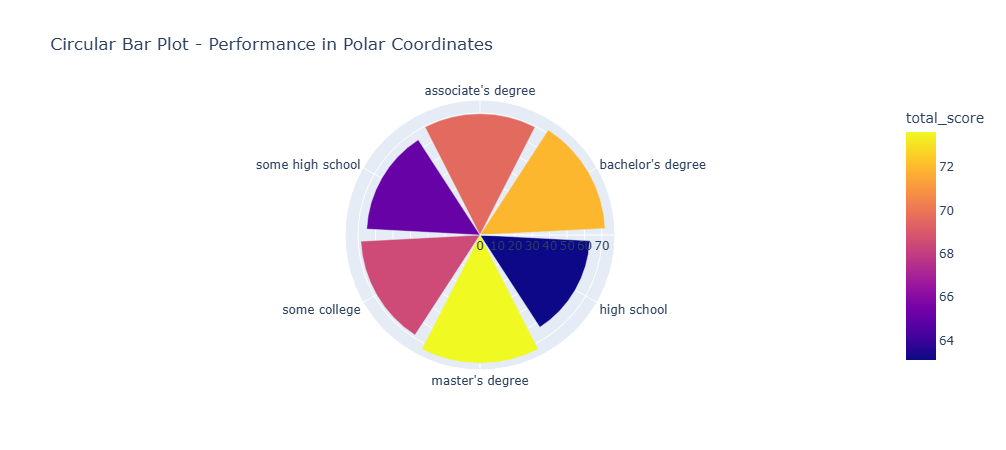 Circular Bar Plot - Performance in Polar Coordinates
associate's degree
total_score
some high school
bachelor's degree
72
70
0 10 20 30 40 50 60 70
68
66
some college
high school
64
master's degree